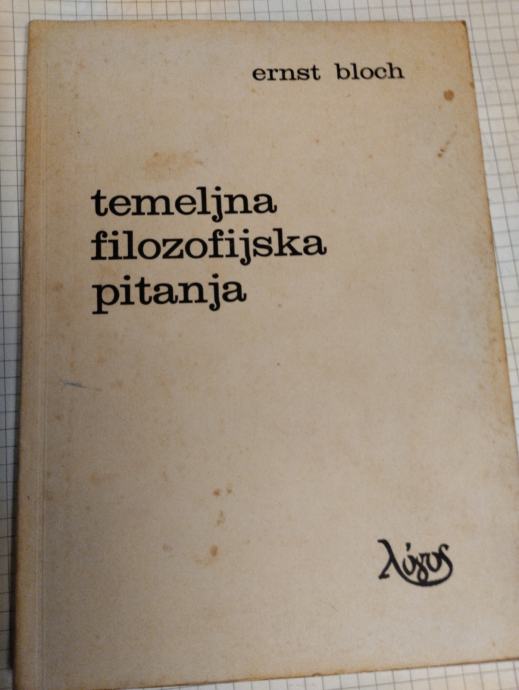 ernst bloch
temeljna
filozofijska
pitanja
λόγος